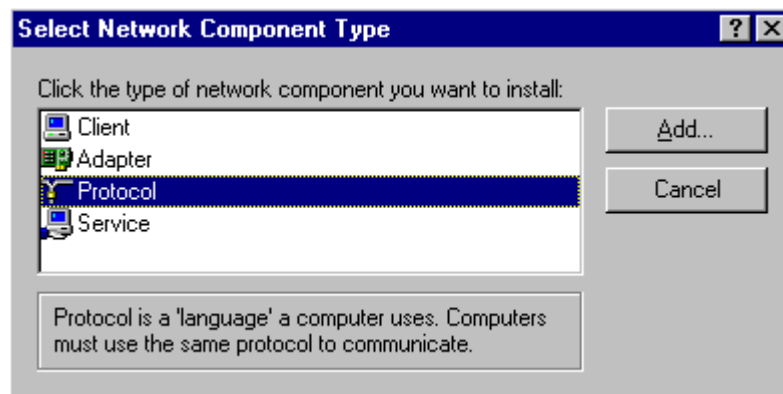 Select Network Component Type
Click the type of network component you want to install:
Client
Adapter
Protocol
Service
Add...
Cancel
Protocol is a 'language' a computer uses. Computers
must use the same protocol to communicate.